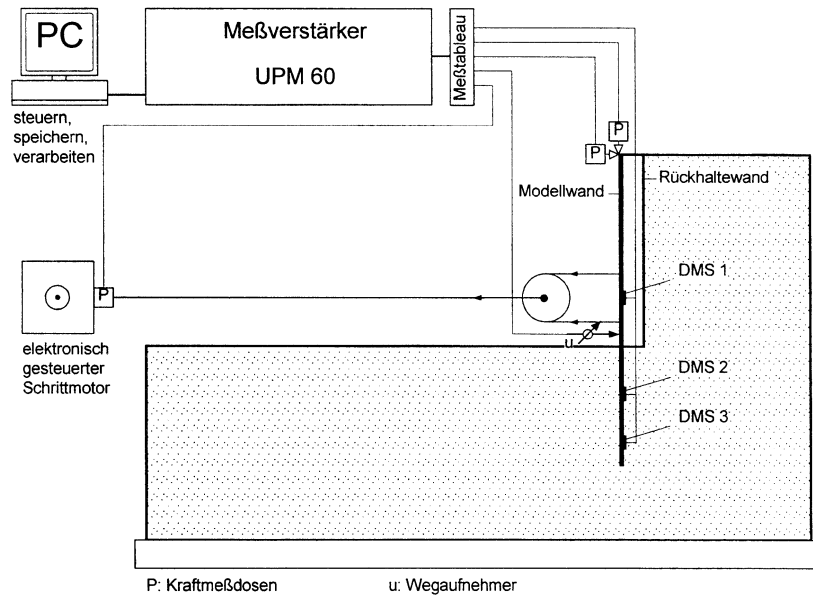 PC
Meßverstärker
UPM 60
Meßtableau
steuern,
speichern,
verarbeiten
P
P
Modellwand
Rückhaltewand
DMS 1
P
u
elektronisch
gesteuerter
Schrittmotor
DMS 2
DMS 3
P: Kraftmeßdosen
u: Wegaufnehmer